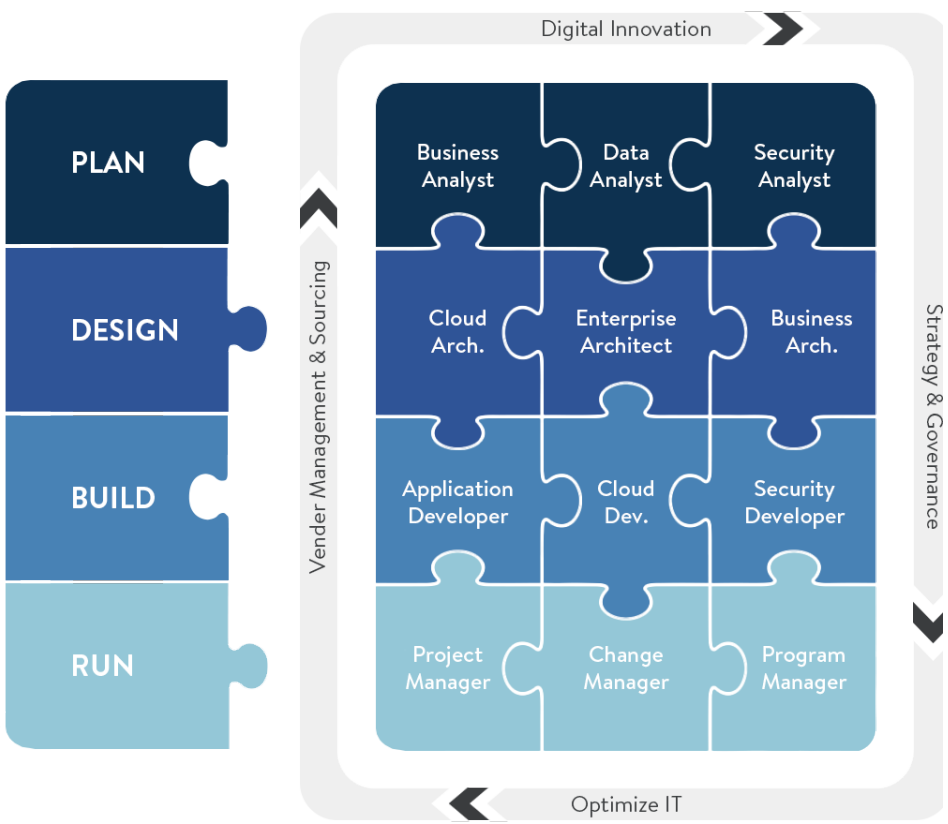 Digital Innovation
PLAN
Business
Analyst
Data
Analyst
Security
Analyst
DESIGN
Cloud
Arch.
Enterprise
Architect
Business
Arch.
Vender Management & Sourcing
Strategy & Governance
BUILD
Application
Developer
Cloud
Dev.
Security
Developer
RUN
Project
Manager
Change
Manager
Program
Manager
Optimize IT